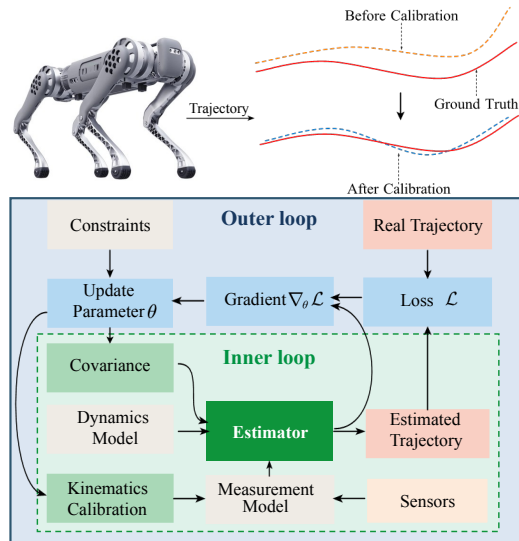 Before Calibration
Trajectory
Ground Truth
After Calibration
Outer loop
Constraints
Real Trajectory
Update
Parameter θ
Gradient ∇θ ℒ
Loss ℒ
Inner loop
Covariance
Dynamics
Model
Estimator
Estimated
Trajectory
Kinematics
Calibration
Measurement
Model
Sensors